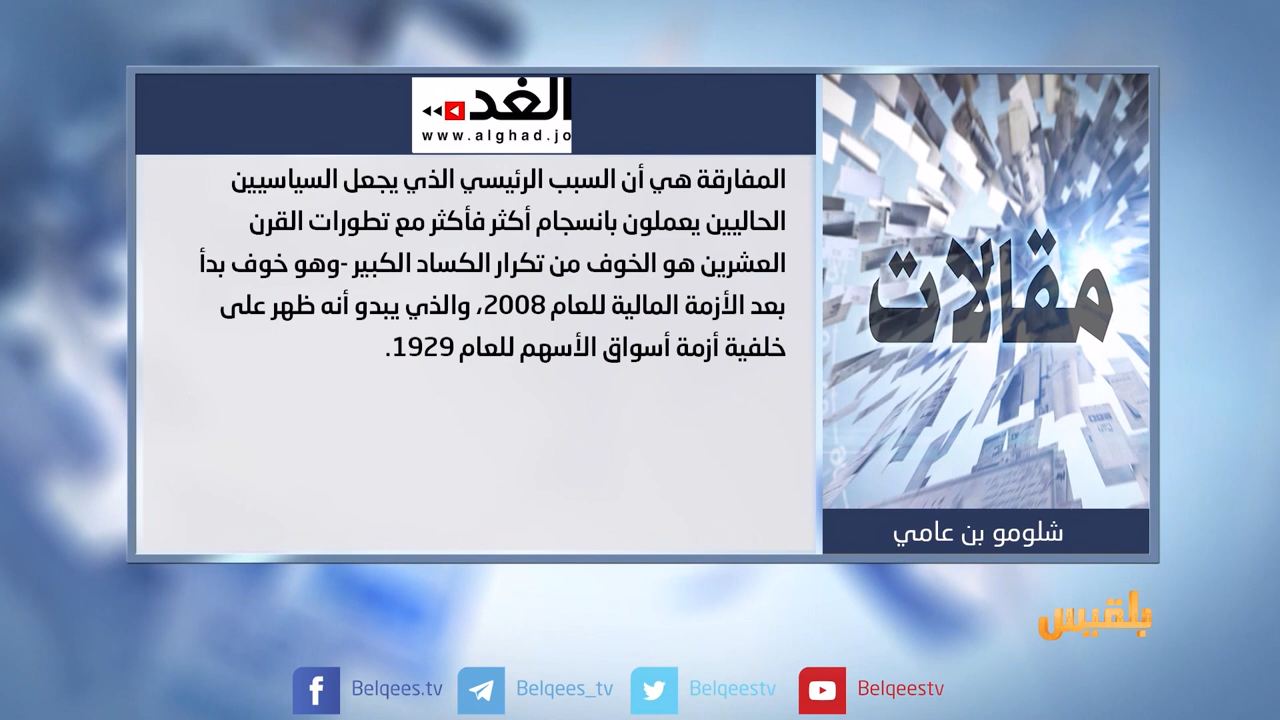 الغد
www.alghad.jo
المفارقة هي أن السبب الرئيسي الذي يجعل السياسيين
الحاليين يعملون بانسجام أكثر فأكثر مع تطورات القرن
العشرين هو الخوف من تكرار الكساد الكبير -وهو خوف بدأ
بعد الأزمة المالية للعام 2008، والذي يبدو أنه ظهر على
خلفية أزمة أسواق الأسهم للعام 1929.
مقالات
شلومو بن عامي
بلقيس
Belqees.tv
Belqees_tv
Belqeestv
Belqeestv